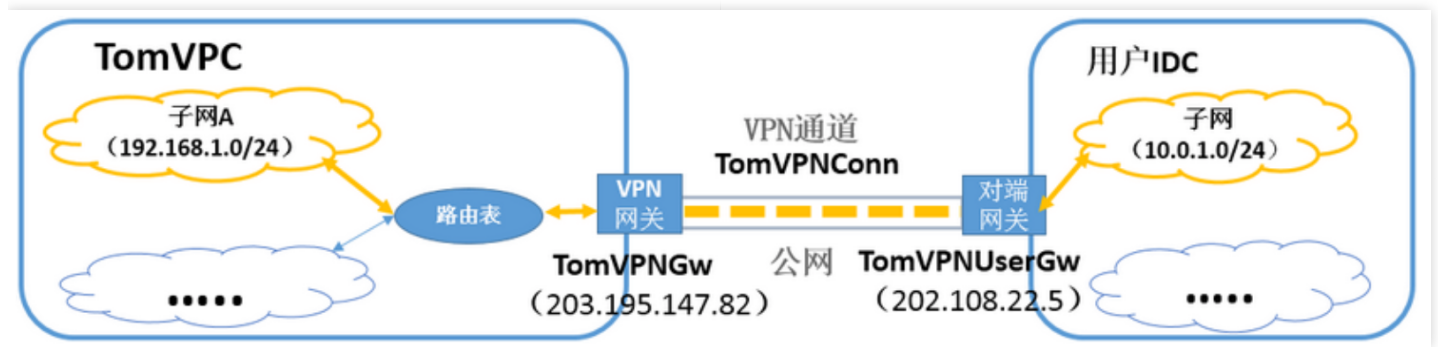 TomVPC
子网A
（192.168.1.0/24）
路由表
VPN
网关
TomVPNGw
（203.195.147.82）
VPN通道
TomVPNConn
公网
对端
网关
TomVPNUserGw
（202.108.22.5）
用户IDC
子网
（10.0.1.0/24）
•••••
•••••